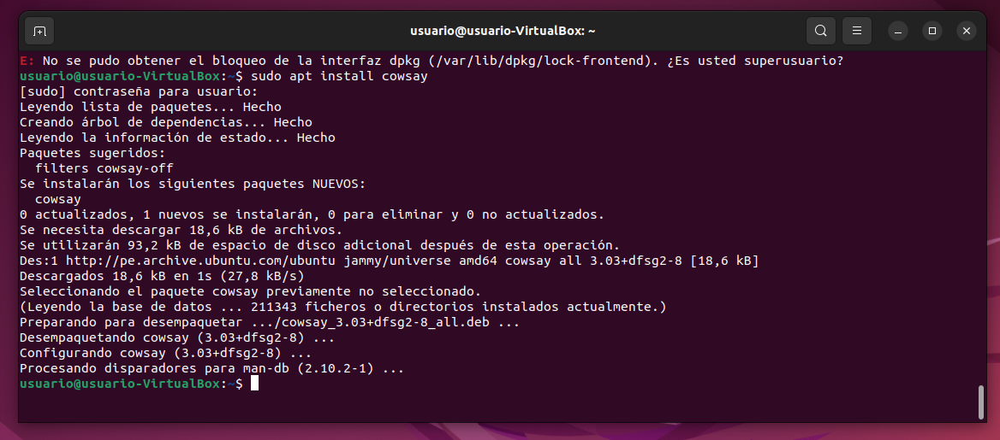 usuario@usuario-VirtualBox: ~
E: No se pudo obtener el bloqueo de la interfaz dpkg (/var/lib/dpkg/lock-frontend). ¿Es usted superusuario?
usuario@usuario-VirtualBox:~$ sudo apt install cowsay
[sudo] contraseña para usuario:
Leyendo lista de paquetes... Hecho
Creando árbol de dependencias... Hecho
Leyendo la información de estado... Hecho
Paquetes sugeridos:
  filters cowsay-off
Se instalarán los siguientes paquetes NUEVOS:
  cowsay
0 actualizados, 1 nuevos se instalarán, 0 para eliminar y 0 no actualizados.
Se necesita descargar 18,6 kB de archivos.
Se utilizarán 93,2 kB de espacio de disco adicional después de esta operación.
Des:1 http://pe.archive.ubuntu.com/ubuntu jammy/universe amd64 cowsay all 3.03+dfsg2-8 [18,6 kB]
Descargados 18,6 kB en 1s (27,8 kB/s)
Seleccionando el paquete cowsay previamente no seleccionado.
(Leyendo la base de datos ... 211343 ficheros o directorios instalados actualmente.)
Preparando para desempaquetar .../cowsay_3.03+dfsg2-8_all.deb ...
Desempaquetando cowsay (3.03+dfsg2-8) ...
Configurando cowsay (3.03+dfsg2-8) ...
Procesando disparadores para man-db (2.10.2-1) ...
usuario@usuario-VirtualBox:~$